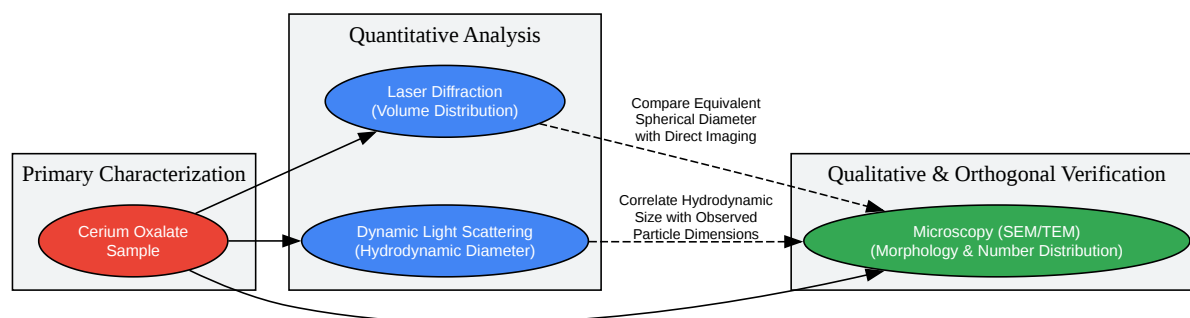 Primary Characterization
Cerium Oxalate
Sample
Quantitative Analysis
Laser Diffraction
(Volume Distribution)
Dynamic Light Scattering
(Hydrodynamic Diameter)
Compare Equivalent
Spherical Diameter
with Direct Imaging
Correlate Hydrodynamic
Size with Observed
Particle Dimensions
Qualitative & Orthogonal Verification
Microscopy (SEM/TEM)
(Morphology & Number Distribution)